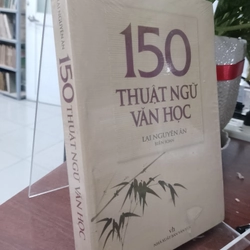 150
THUẬT NGỮ
VĂN HỌC
LẠI NGUYÊN ÂN
150 THUẬT NGỮ VĂN HỌC